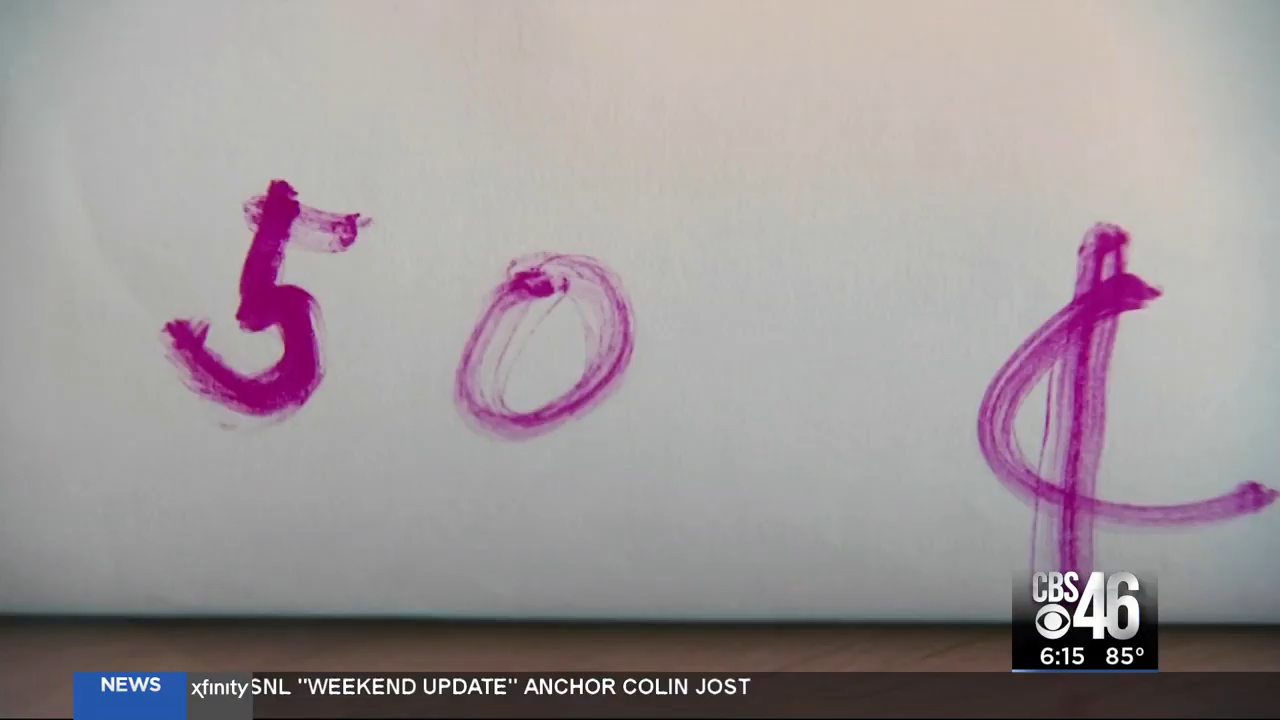 50 ¢
CBS 46
6:15 85°
NEWS xfinity SNL "WEEKEND UPDATE" ANCHOR COLIN JOST